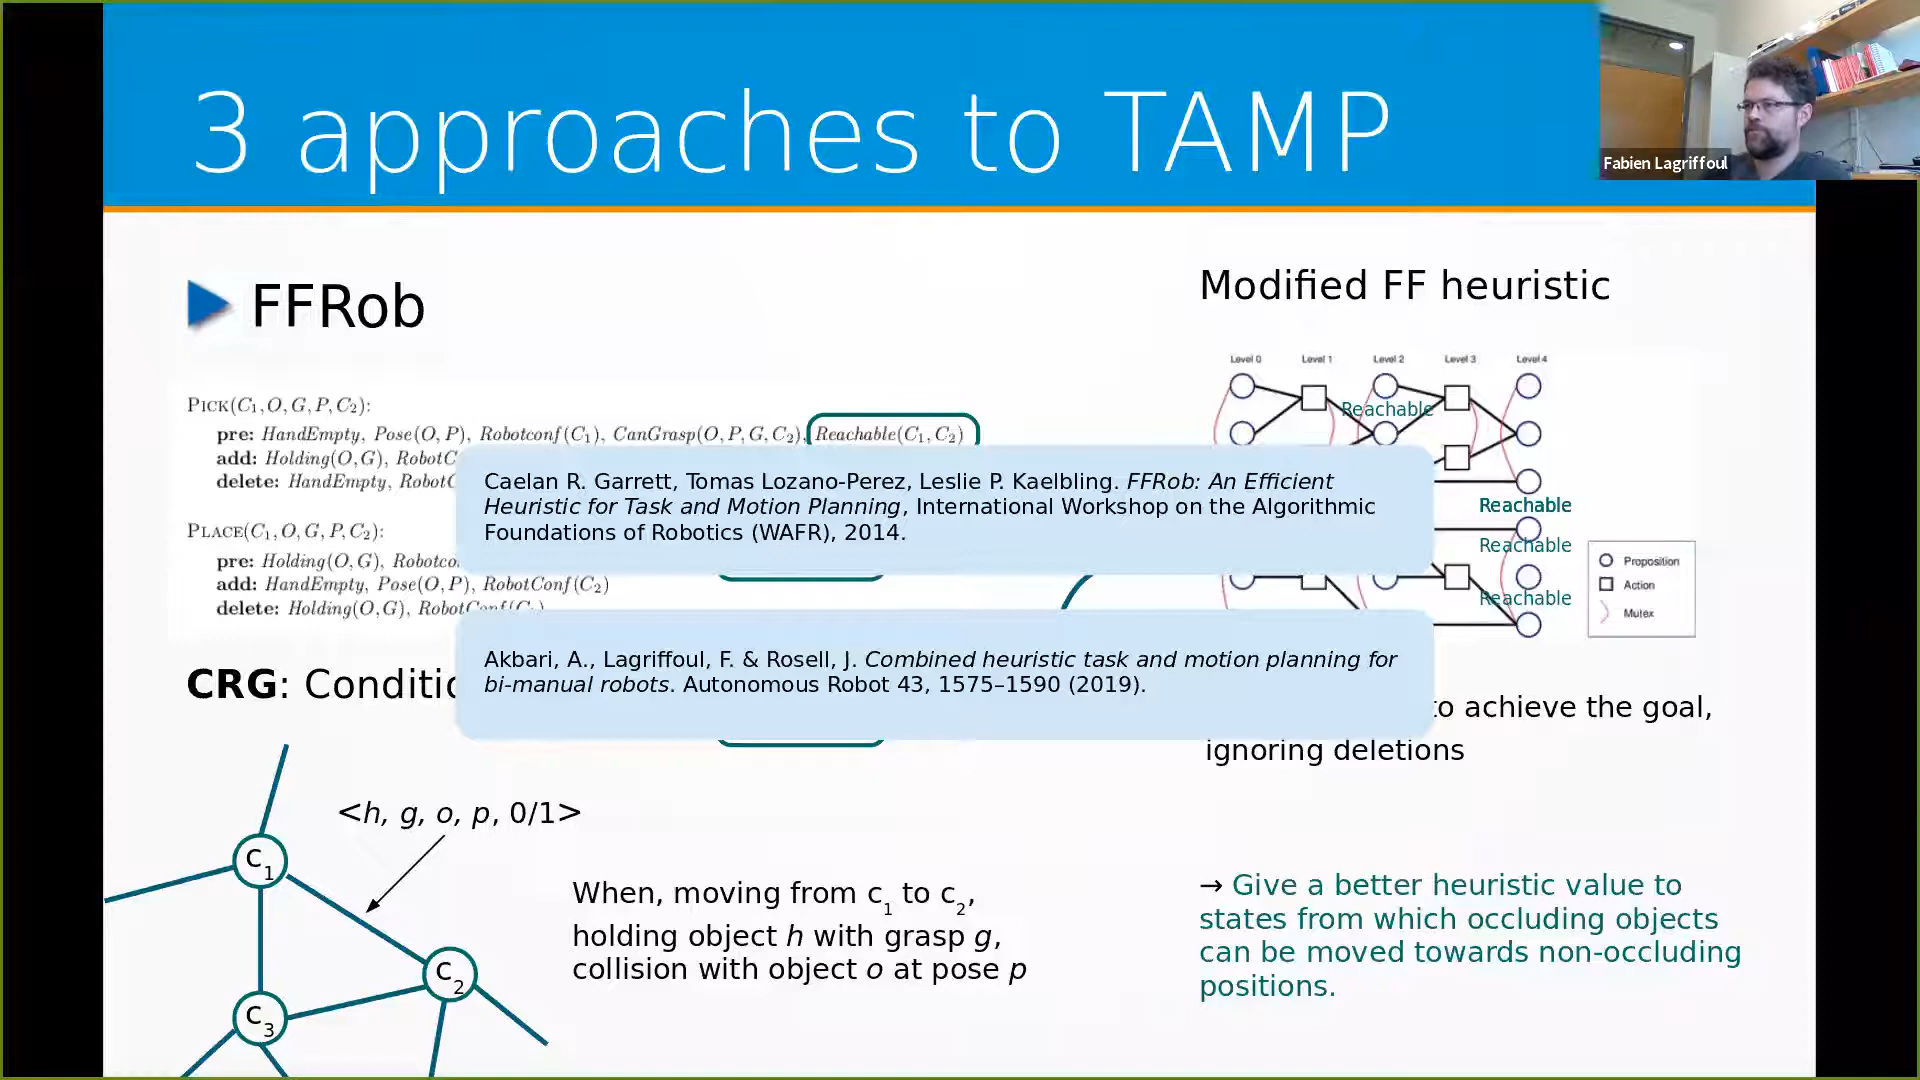 3 approaches to TAMP
Fabien Lagriffoul
FFRob
PICK(C₁, O, G, P, C₂):
pre: HandEmpty, Pose(O, P), Robotconf(C₁), CanGrasp(O, P, G, C₂), Reachable(C₁, C₂)
add: Holding(O, G), RobotC
delete: HandEmpty, RobotC
PLACE(C₁, O, G, P, C₂):
pre: Holding(O, G), Robotco
add: HandEmpty, Pose(O, P), RobotConf(C₂)
delete: Holding(O, G), RobotConf(C₁)
Caelan R. Garrett, Tomas Lozano-Perez, Leslie P. Kaelbling. FFRob: An Efficient
Heuristic for Task and Motion Planning, International Workshop on the Algorithmic
Foundations of Robotics (WAFR), 2014.
Akbari, A., Lagriffoul, F. & Rosell, J. Combined heuristic task and motion planning for
bi-manual robots. Autonomous Robot 43, 1575–1590 (2019).
CRG: Conditio
<h, g, o, p, 0/1>
c₁
c₂
c₃
When, moving from c₁ to c₂,
holding object h with grasp g,
collision with object o at pose p
Modified FF heuristic
Level 0 Level 1 Level 2 Level 3 Level 4
Reachable
Reachable
Reachable
Reachable
Proposition
Action
Mutex
to achieve the goal,
ignoring deletions
→ Give a better heuristic value to
states from which occluding objects
can be moved towards non-occluding
positions.